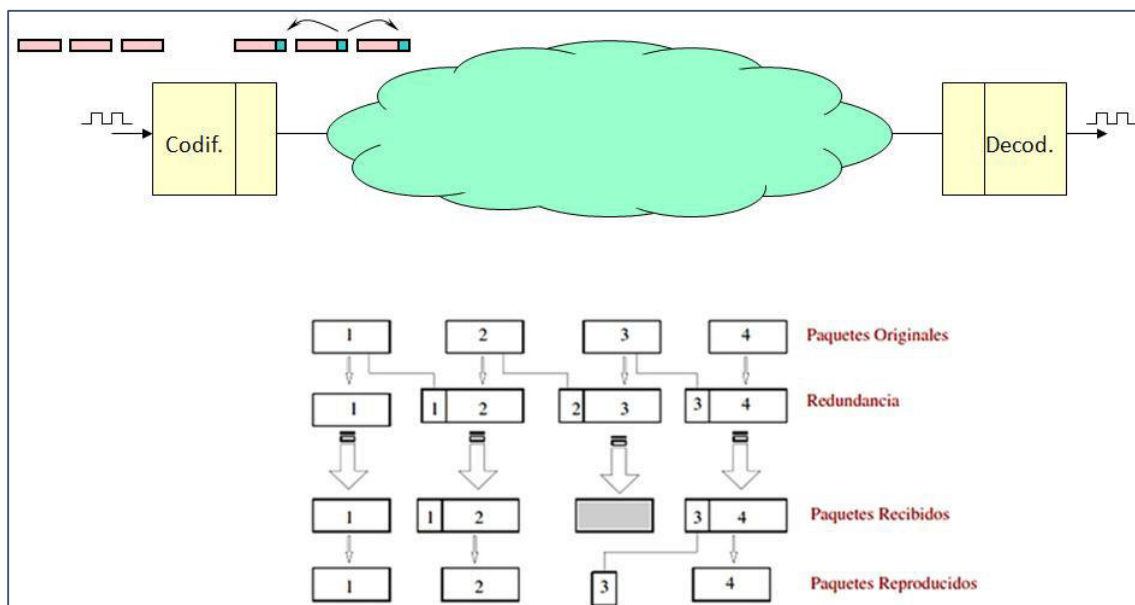 Codif.
Decod.
1 2 3 4 Paquetes Originales
1 1 2 2 3 3 4 Redundancia
1 1 2 3 4 Paquetes Recibidos
1 2 3 4 Paquetes Reproducidos